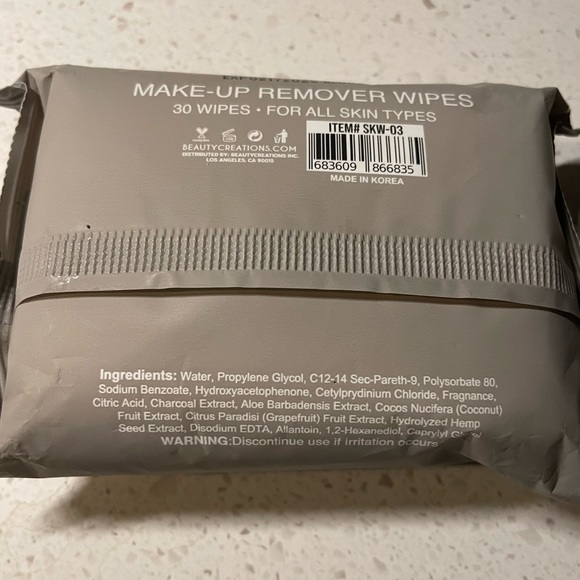 MAKE-UP REMOVER WIPES
30 WIPES • FOR ALL SKIN TYPES
ITEM# SKW-03
BEAUTYCREATIONS.COM
DISTRIBUTED BY: BEAUTYCREATIONS INC.
LOS ANGELES, CA 90015
683609 866835
MADE IN KOREA
Ingredients: Water, Propylene Glycol, C12-14 Sec-Pareth-9, Polysorbate 80,
Sodium Benzoate, Hydroxyacetophenone, Cetylprydinium Chloride, Fragnance,
Citric Acid, Charcoal Extract, Aloe Barbadensis Extract, Cocos Nucifera (Coconut)
Fruit Extract, Citrus Paradisi (Grapefruit) Fruit Extract, Hydrolyzed Hemp
Seed Extract, Disodium EDTA, Allantoin, 1,2-Hexanediol, Caprylyl Glycol
WARNING:Discontinue use if irritation occurs